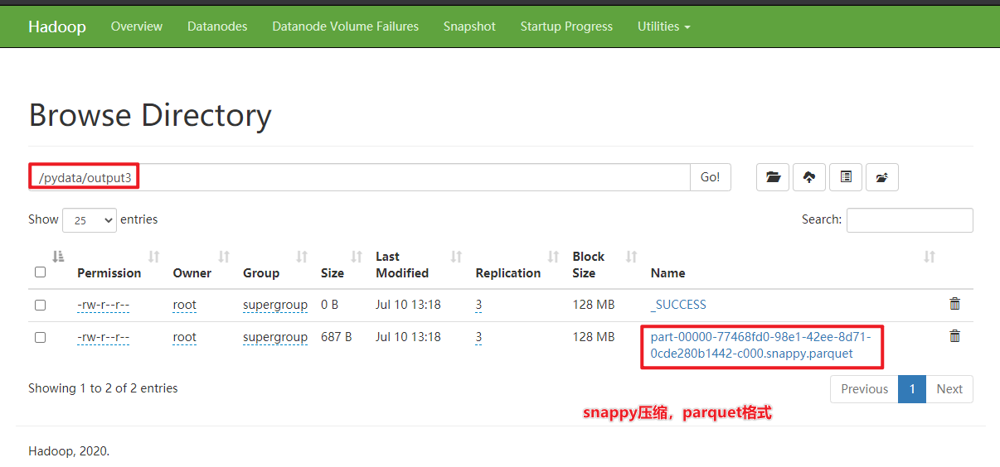 Hadoop Overview Datanodes Datanode Volume Failures Snapshot Startup Progress Utilities
Browse Directory
/pydata/output3 Go!
Show 25 entries Search:
Permission Owner Group Size Last Modified Replication Block Size Name
-rw-r--r-- root supergroup 0 B Jul 10 13:18 3 128 MB _SUCCESS
-rw-r--r-- root supergroup 687 B Jul 10 13:18 3 128 MB part-00000-77468fd0-98e1-42ee-8d71-
0cde280b1442-c000.snappy.parquet
Showing 1 to 2 of 2 entries Previous 1 Next
snappy压缩，parquet格式
Hadoop, 2020.